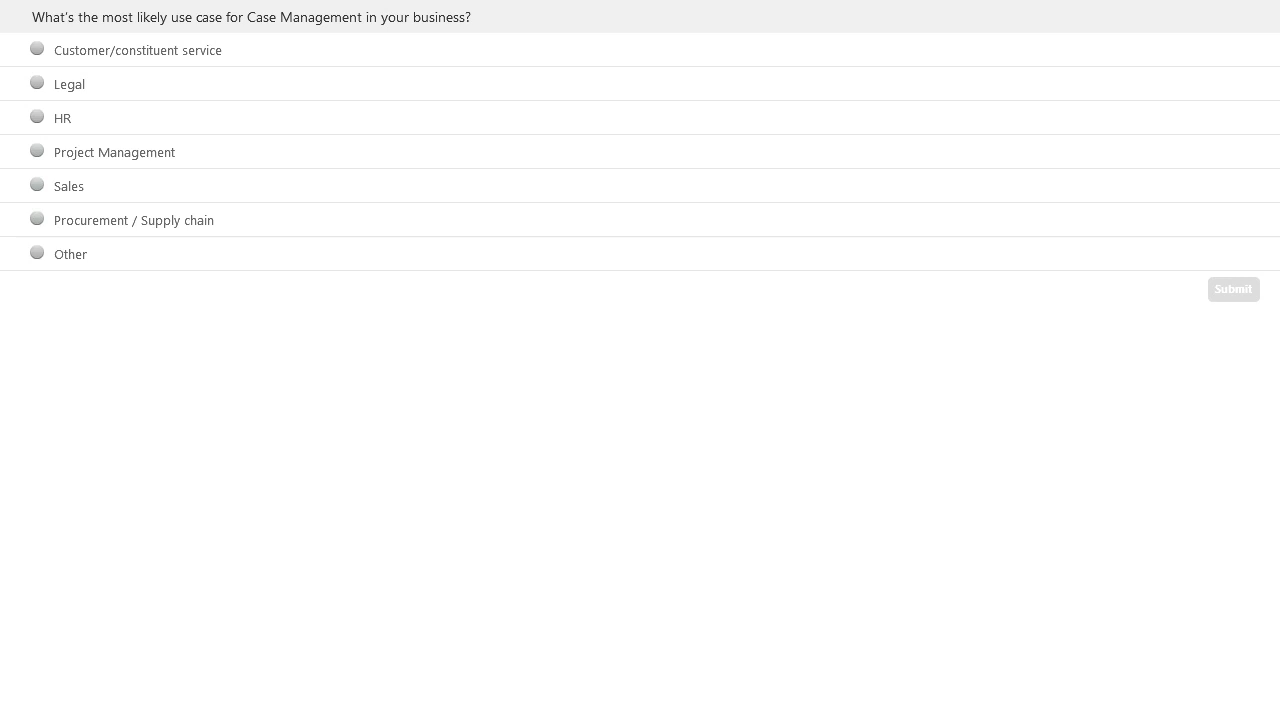 What's the most likely use case for Case Management in your business?
Customer/constituent service
Legal
HR
Project Management
Sales
Procurement / Supply chain
Other
Submit